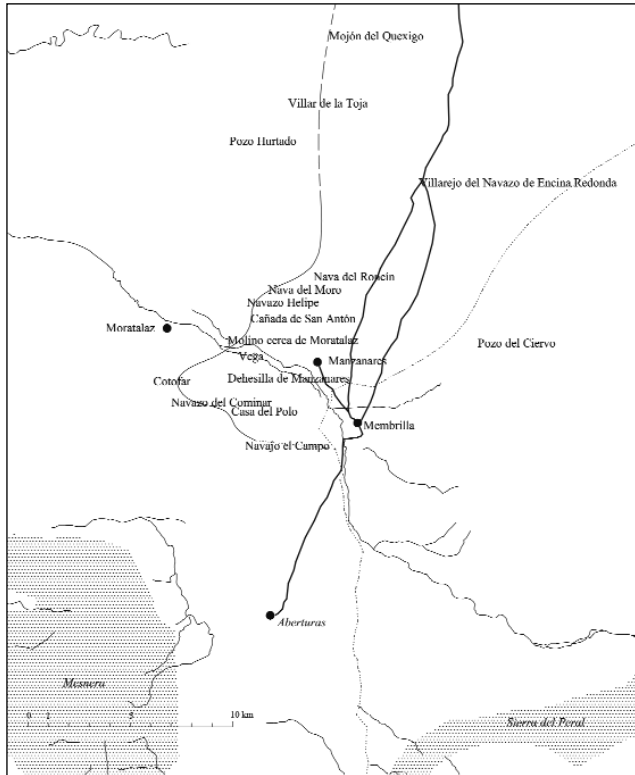 Mojón del Quexigo
Villar de la Toja
Pozo Hurtado
Villarejo del Navazo de Encina Redonda
Nava del Roncín
Nava del Moro
Navazo Helipe
Cañada de San Antón
Moratalaz
Molino cerca de Moratalaz
Pozo del Ciervo
Vega
Manzanares
Cotofar
Dehesilla de Manzanares
Navazo del Cominar
Casa del Polo
Membrilla
Navajo el Campo
Aberturas
Mesnera
0 1 5 10 km
Sierra del Peral